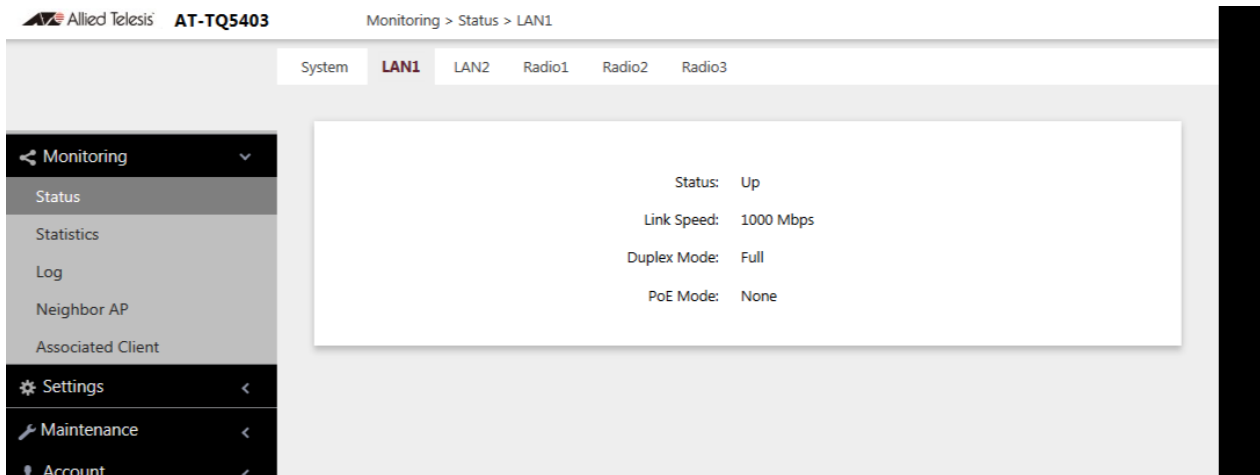 Allied Telesis AT-TQ5403 Monitoring > Status > LAN1
System LAN1 LAN2 Radio1 Radio2 Radio3
Monitoring
Status
Statistics
Log
Neighbor AP
Associated Client
Settings
Maintenance
Account
Status: Up
Link Speed: 1000 Mbps
Duplex Mode: Full
PoE Mode: None